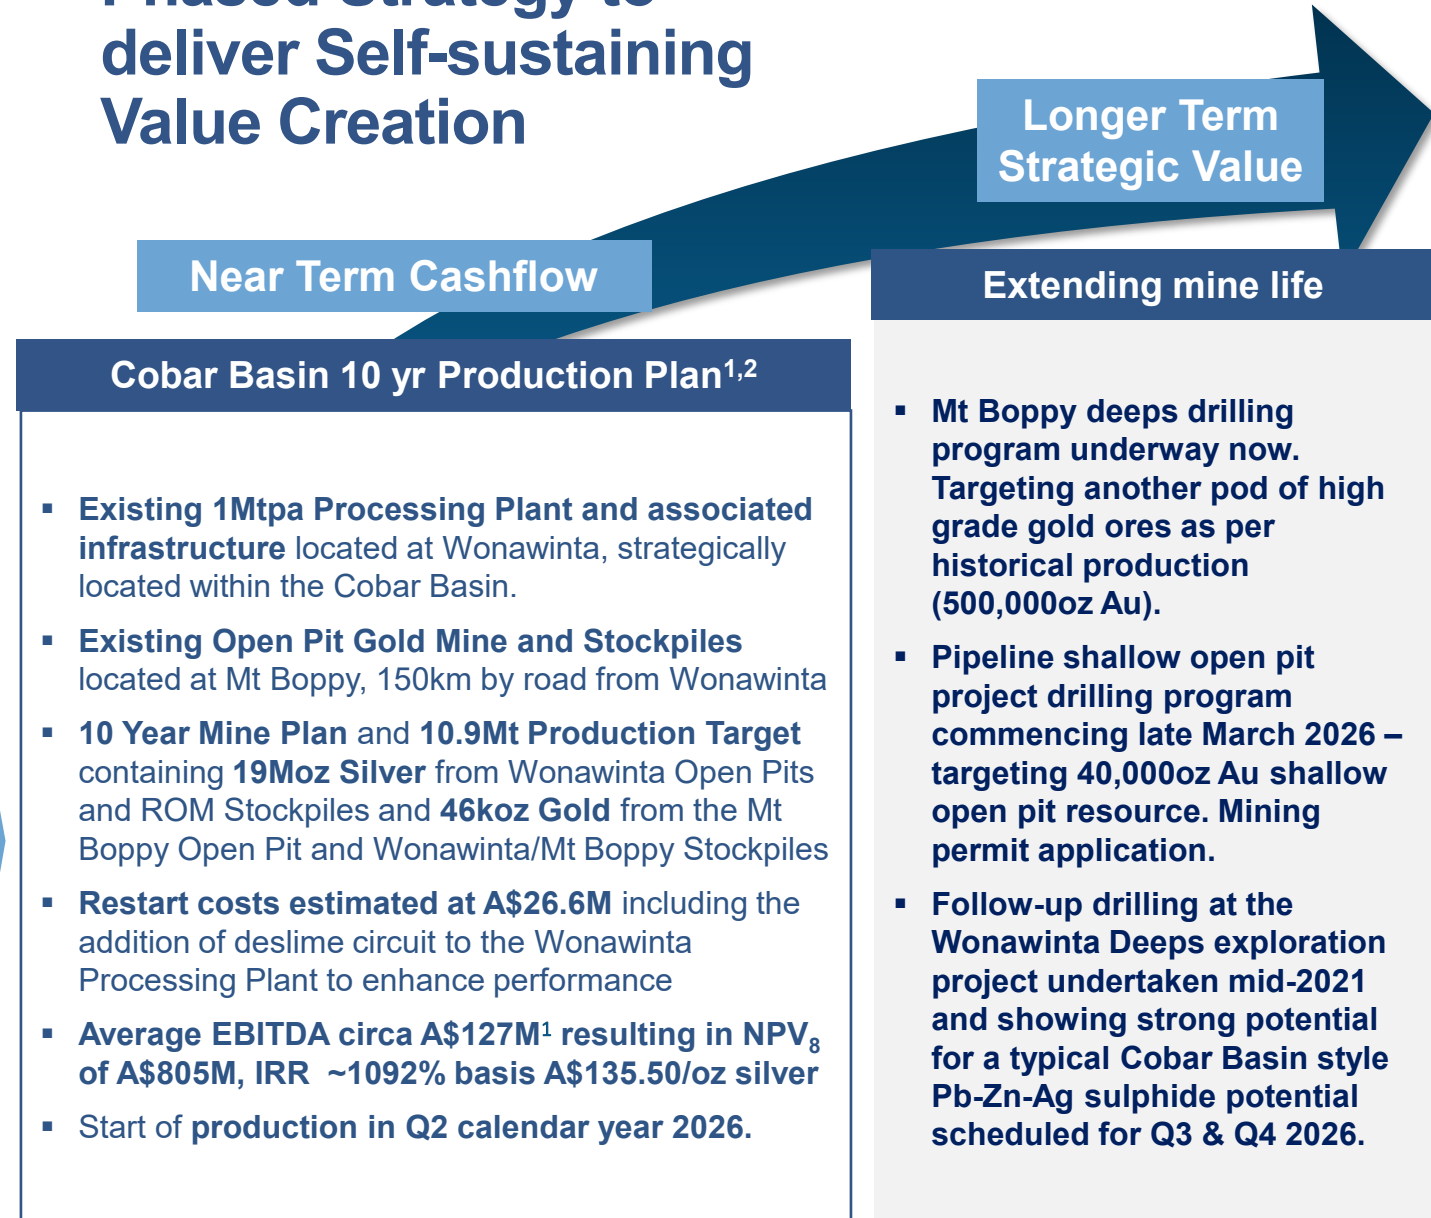 Phased Strategy to
deliver Self-sustaining
Value Creation
Longer Term
Strategic Value
Near Term Cashflow
Extending mine life
Cobar Basin 10 yr Production Plan1,2
▪ Existing 1Mtpa Processing Plant and associated
infrastructure located at Wonawinta, strategically
located within the Cobar Basin.
▪ Existing Open Pit Gold Mine and Stockpiles
located at Mt Boppy, 150km by road from Wonawinta
▪ 10 Year Mine Plan and 10.9Mt Production Target
containing 19Moz Silver from Wonawinta Open Pits
and ROM Stockpiles and 46koz Gold from the Mt
Boppy Open Pit and Wonawinta/Mt Boppy Stockpiles
▪ Restart costs estimated at A$26.6M including the
addition of deslime circuit to the Wonawinta
Processing Plant to enhance performance
▪ Average EBITDA circa A$127M1 resulting in NPV8
of A$805M, IRR ~1092% basis A$135.50/oz silver
▪ Start of production in Q2 calendar year 2026.
▪ Mt Boppy deeps drilling
program underway now.
Targeting another pod of high
grade gold ores as per
historical production
(500,000oz Au).
▪ Pipeline shallow open pit
project drilling program
commencing late March 2026 –
targeting 40,000oz Au shallow
open pit resource. Mining
permit application.
▪ Follow-up drilling at the
Wonawinta Deeps exploration
project undertaken mid-2021
and showing strong potential
for a typical Cobar Basin style
Pb-Zn-Ag sulphide potential
scheduled for Q3 & Q4 2026.